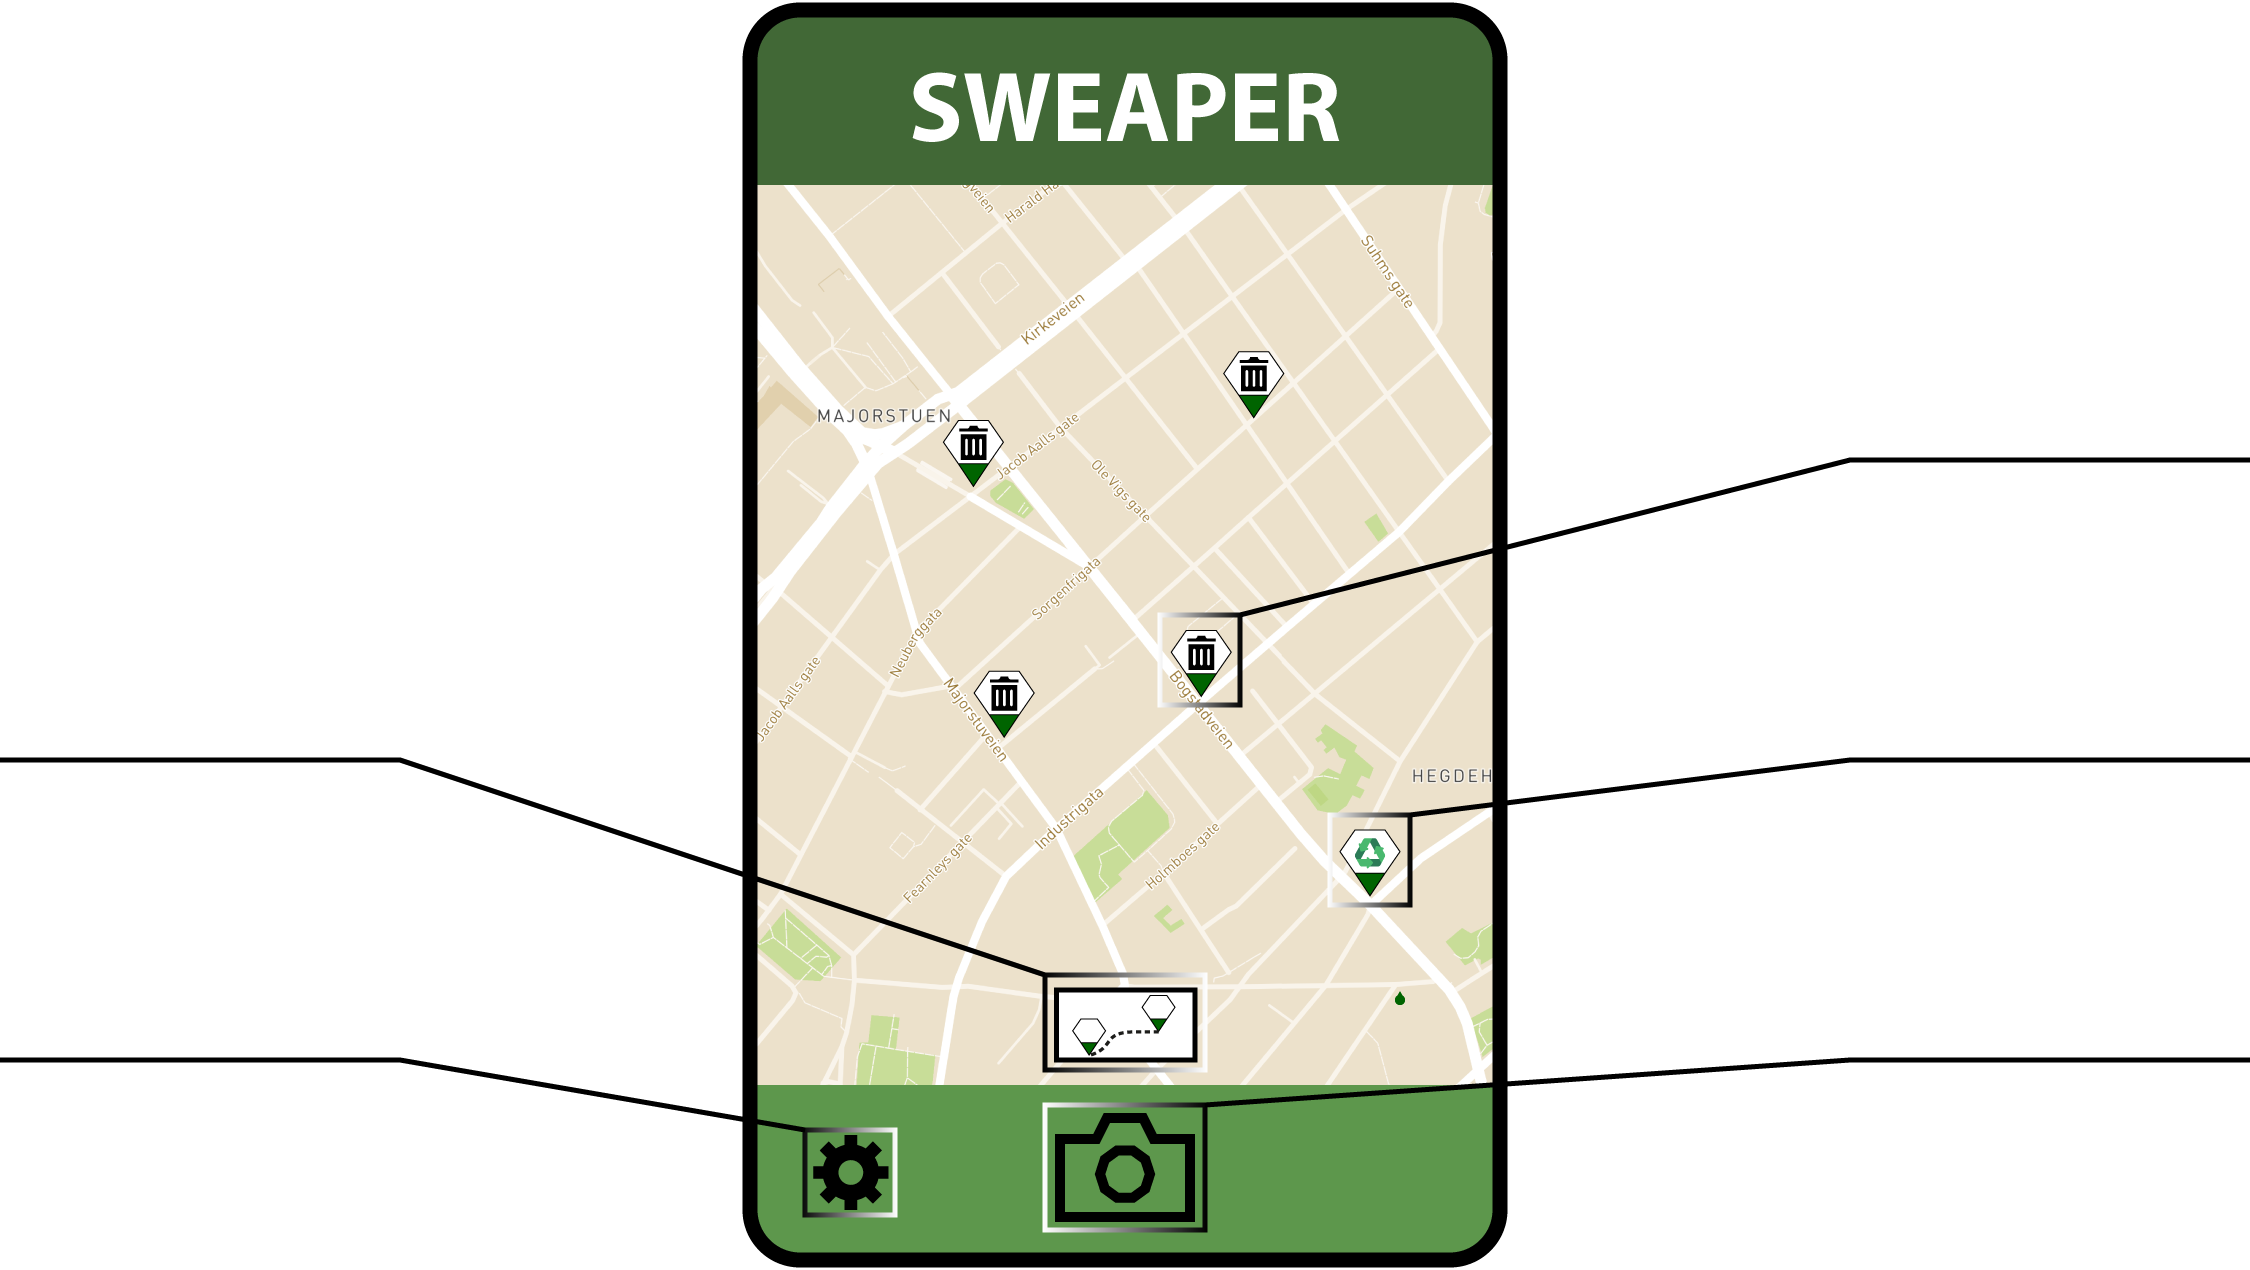 SWEAPER
Harald Ha
Suhms gate
Kirkeveien
MAJORSTUEN
Jacob Aalls gate
Ole Vigs gate
Sorgenfrigata
Neuberggata
Jacob Aalls gate
Majorstuveien
Bogstadveien
HEGDEH
Industrigata
Holmboes gate
Fearnleys gate